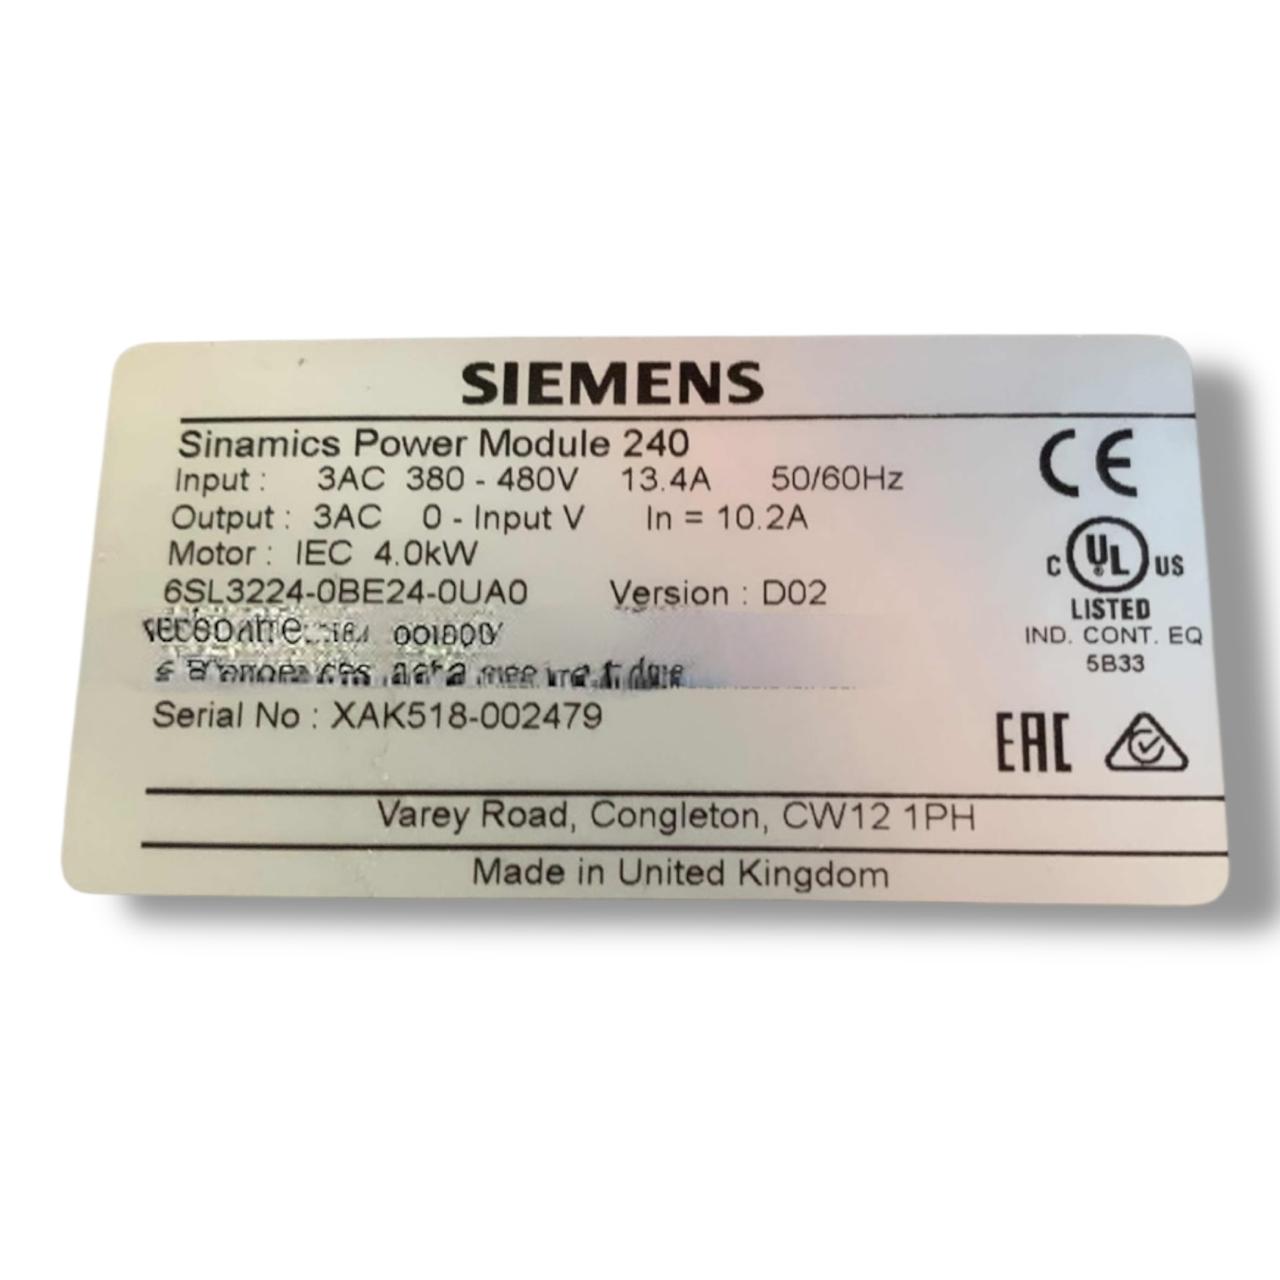 SIEMENS
Sinamics Power Module 240
Input : 3AC 380 - 480V 13.4A 50/60Hz
Output : 3AC 0 - Input V In = 10.2A
Motor : IEC 4.0kW
6SL3224-0BE24-0UA0 Version : D02
Serial No : XAK518-002479
CE
C UL US
LISTED
IND. CONT. EQ
5B33
EAC
Varey Road, Congleton, CW12 1PH
Made in United Kingdom